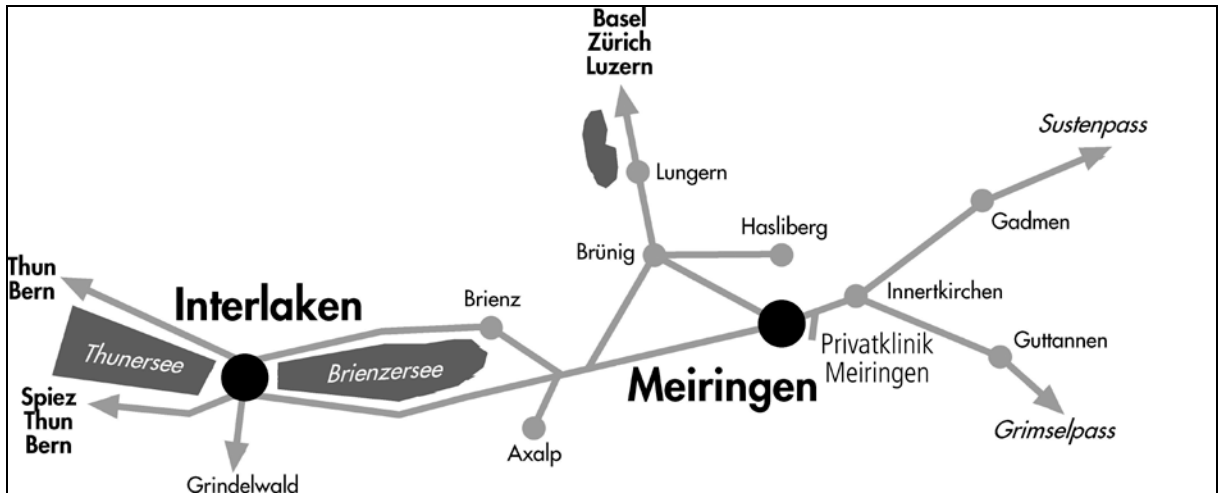 Basel
Zürich
Luzern
Sustenpass
Lungern
Gadmen
Hasliberg
Brünig
Thun
Bern
Interlaken
Brienz
Innertkirchen
Thunersee
Brienzersee
Meiringen
Privatklinik
Meiringen
Guttannen
Spiez
Thun
Bern
Axalp
Grimselpass
Grindelwald